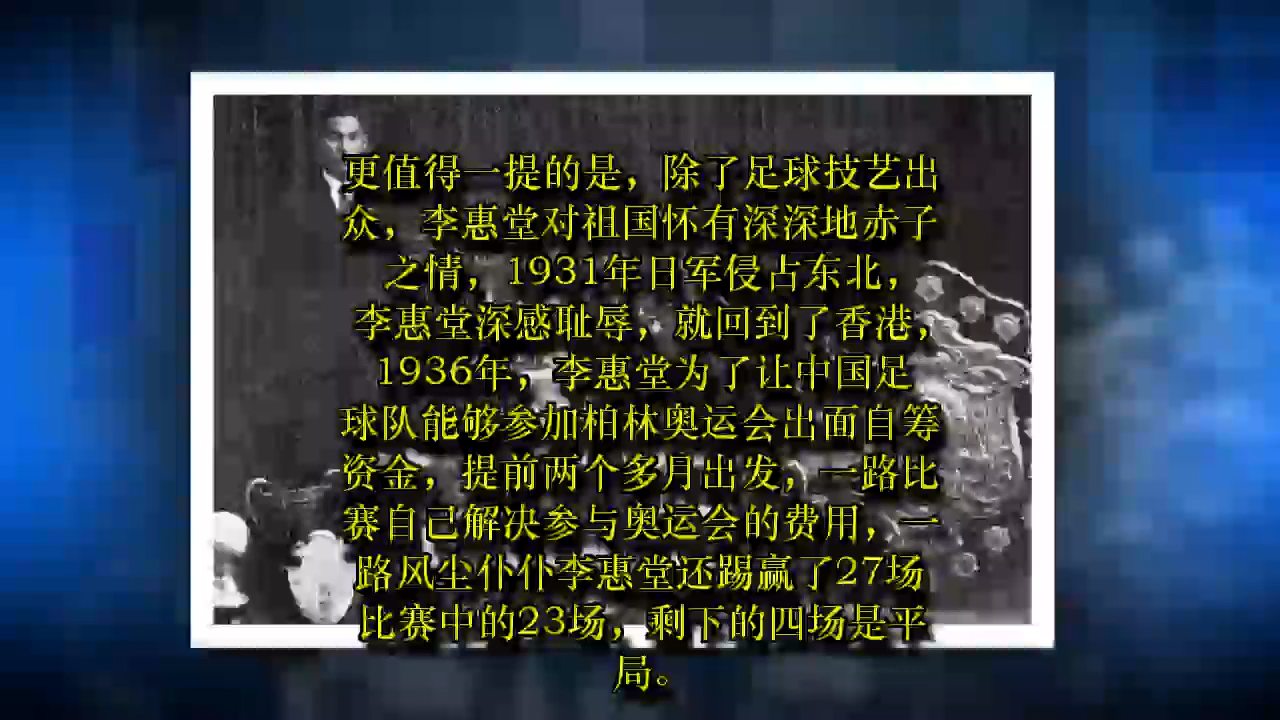 更值得一提的是，除了足球技艺出
众，李惠堂对祖国怀有深深地赤子
之情，1931年日军侵占东北，
李惠堂深感耻辱，就回到了香港，
1936年，李惠堂为了让中国足
球队能够参加柏林奥运会出面自筹
资金，提前两个多月出发，一路比
赛自己解决参与奥运会的费用，一
路风尘仆仆李惠堂还踢赢了27场
比赛中的23场，剩下的四场是平
局。